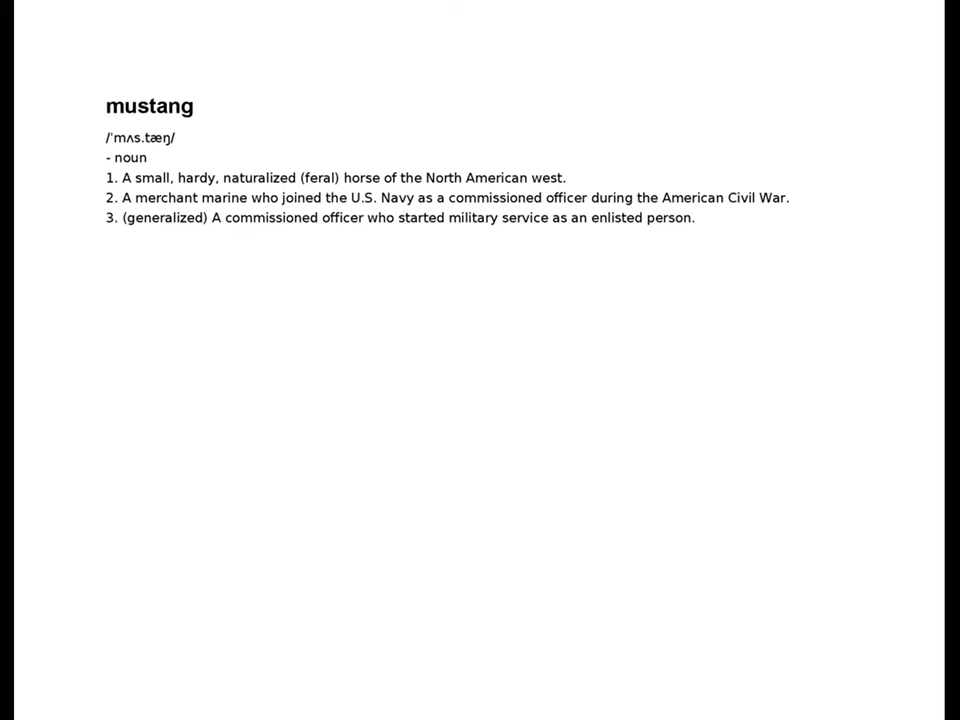 mustang
/ˈmʌs.tæŋ/
- noun
1. A small, hardy, naturalized (feral) horse of the North American west.
2. A merchant marine who joined the U.S. Navy as a commissioned officer during the American Civil War.
3. (generalized) A commissioned officer who started military service as an enlisted person.